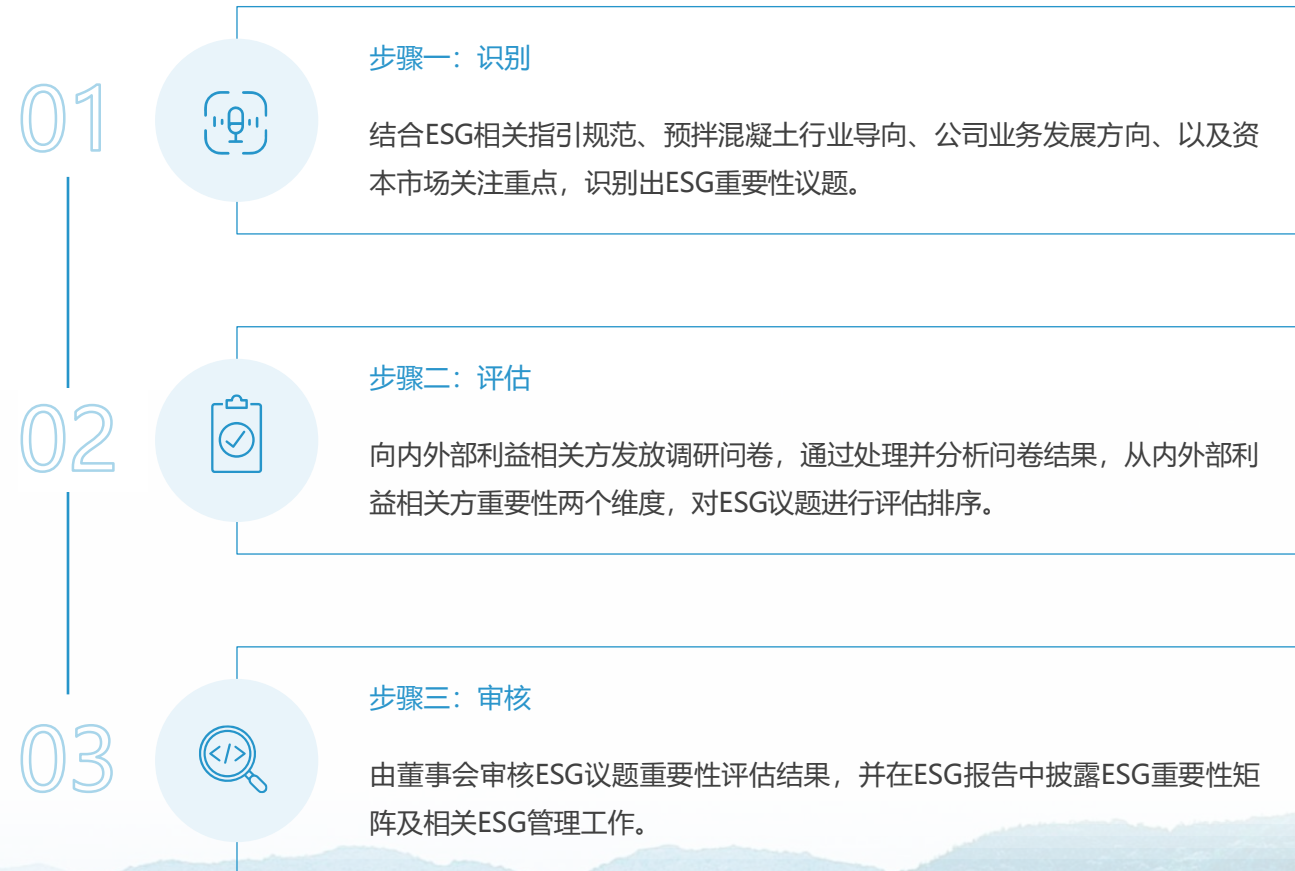 01
步骤一：识别
结合ESG相关指引规范、预拌混凝土行业导向、公司业务发展方向、以及资
本市场关注重点，识别出ESG重要性议题。
02
步骤二：评估
向内外部利益相关方发放调研问卷，通过处理并分析问卷结果，从内外部利
益相关方重要性两个维度，对ESG议题进行评估排序。
03
步骤三：审核
由董事会审核ESG议题重要性评估结果，并在ESG报告中披露ESG重要性矩
阵及相关ESG管理工作。